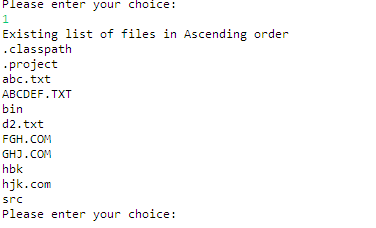 Please enter your choice:
1
Existing list of files in Ascending order
.classpath
.project
abc.txt
ABCDEF.TXT
bin
d2.txt
FGH.COM
GHJ.COM
hbk
hjk.com
src
Please enter your choice: